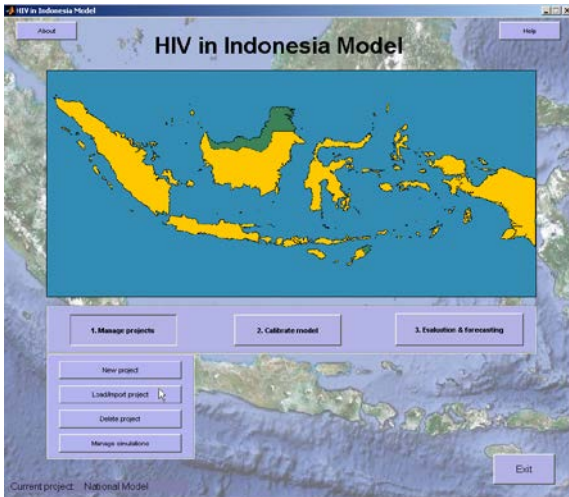 HIV in Indonesia Model
About
Help
HIV in Indonesia Model
1. Manage projects
2. Calibrate model
3. Evaluation & forecasting
New project
Load/Import project
Delete project
Manage simulations
Exit
Current project: National Model